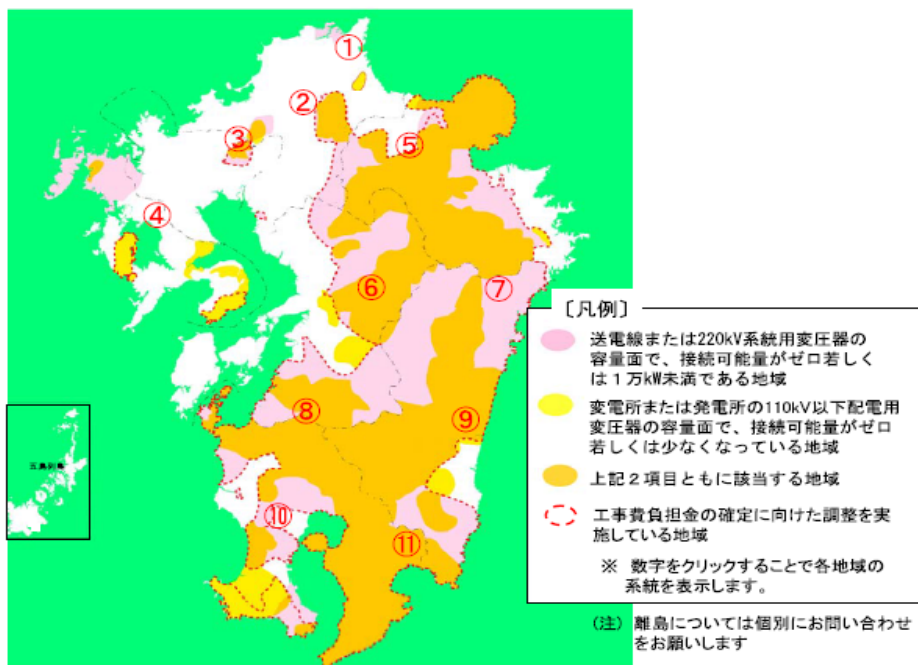 ①
②
③
⑤
④
⑥
⑦
⑧
⑨
⑩
⑪
五島列島
〔凡例〕
送電線または220kV系統用変圧器の
容量面で、接続可能量がゼロ若しく
は１万kW未満である地域
変電所または発電所の110kV以下配電用
変圧器の容量面で、接続可能量がゼロ
若しくは少なくなっている地域
上記２項目ともに該当する地域
工事費負担金の確定に向けた調整を実
施している地域
※ 数字をクリックすることで各地域の
系統を表示します。
(注) 離島については個別にお問い合わせ
をお願いします